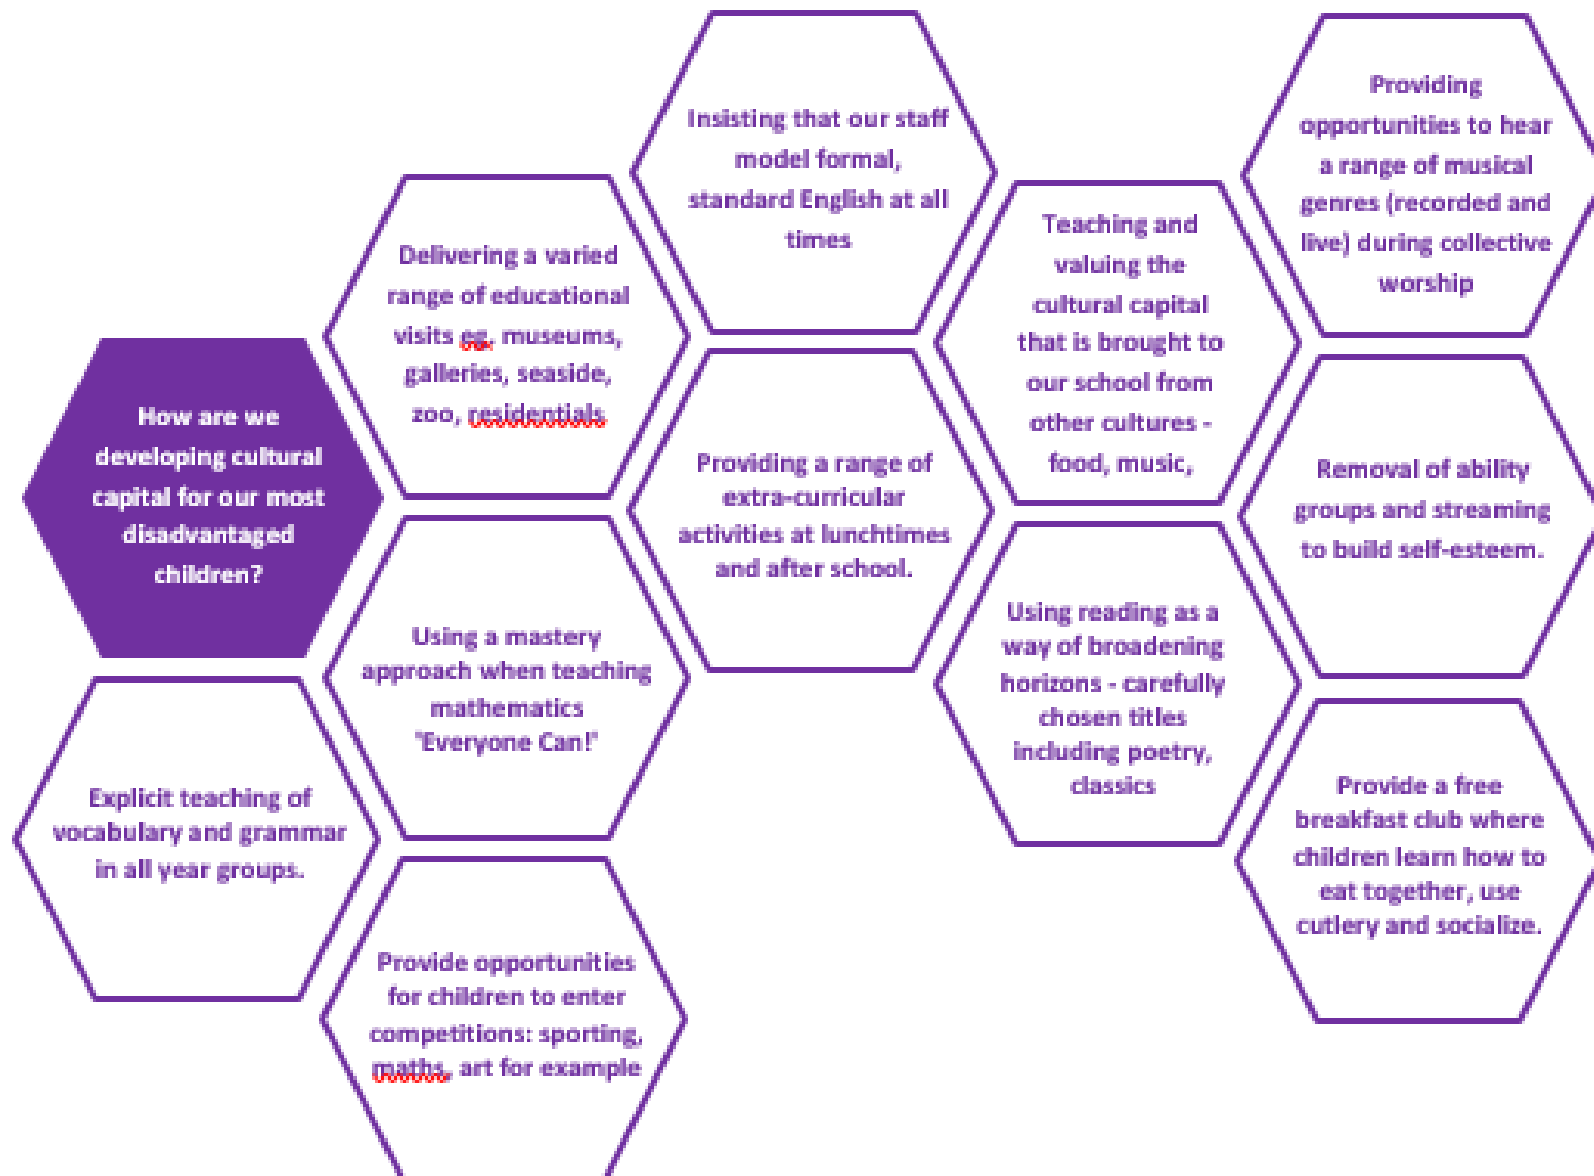 How are we
developing cultural
capital for our most
disadvantaged
children?
Explicit teaching of
vocabulary and grammar
in all year groups.
Delivering a varied
range of educational
visits eg. museums,
galleries, seaside,
zoo, residentials
Using a mastery
approach when teaching
mathematics
"Everyone Can!"
Provide opportunities
for children to enter
competitions: sporting,
maths, art for example
Insisting that our staff
model formal,
standard English at all
times
Providing a range of
extra-curricular
activities at lunchtimes
and after school.
Teaching and
valuing the
cultural capital
that is brought to
our school from
other cultures -
food, music,
Using reading as a
way of broadening
horizons - carefully
chosen titles
including poetry,
classics
Providing
opportunities to hear
a range of musical
genres (recorded and
live) during collective
worship
Removal of ability
groups and streaming
to build self-esteem.
Provide a free
breakfast club where
children learn how to
eat together, use
cutlery and socialize.